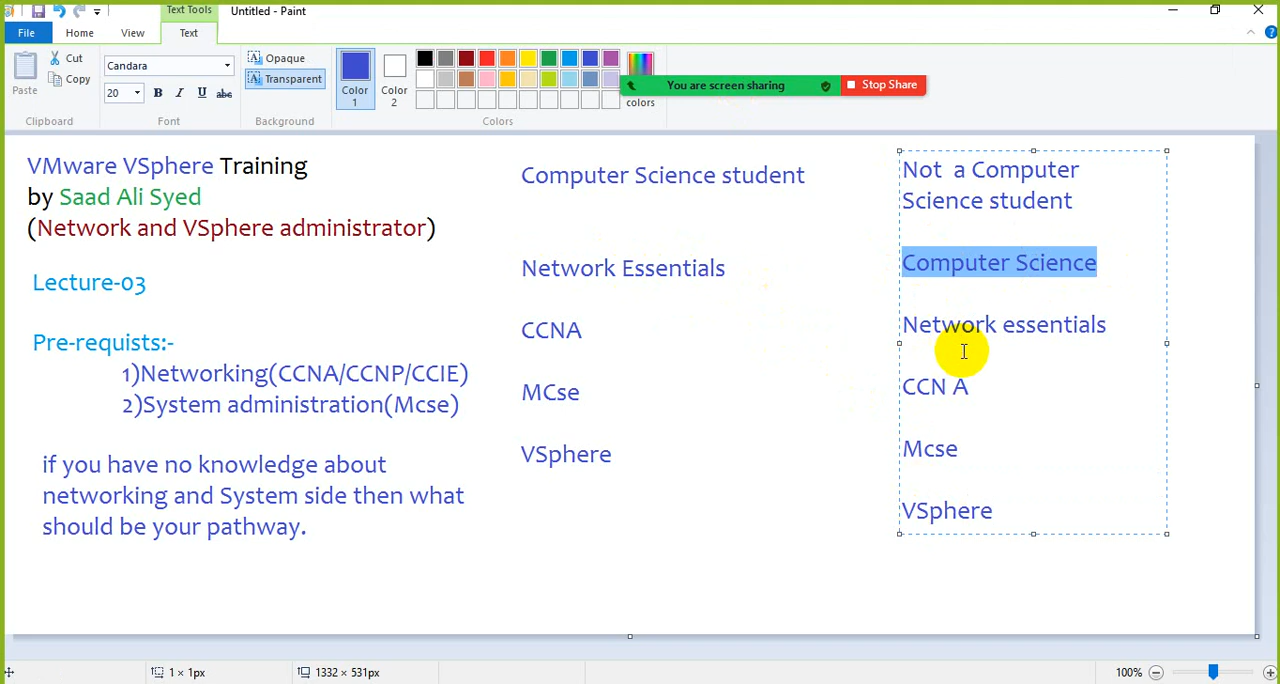 Text Tools
Untitled - Paint
File
Home
View
Text
Paste
Cut
Copy
Clipboard
Candara
20
B I U abc
Font
Opaque
Transparent
Background
Color 1
Color 2
colors
Colors
You are screen sharing
Stop Share
VMware VSphere Training
by Saad Ali Syed
(Network and VSphere administrator)
Lecture-03
Pre-requists:-
1)Networking(CCNA/CCNP/CCIE)
2)System administration(Mcse)
if you have no knowledge about
networking and System side then what
should be your pathway.
Computer Science student
Network Essentials
CCNA
MCse
VSphere
Not a Computer
Science student
Computer Science
Network essentials
CCN A
Mcse
VSphere
1 × 1px
1332 × 531px
100%